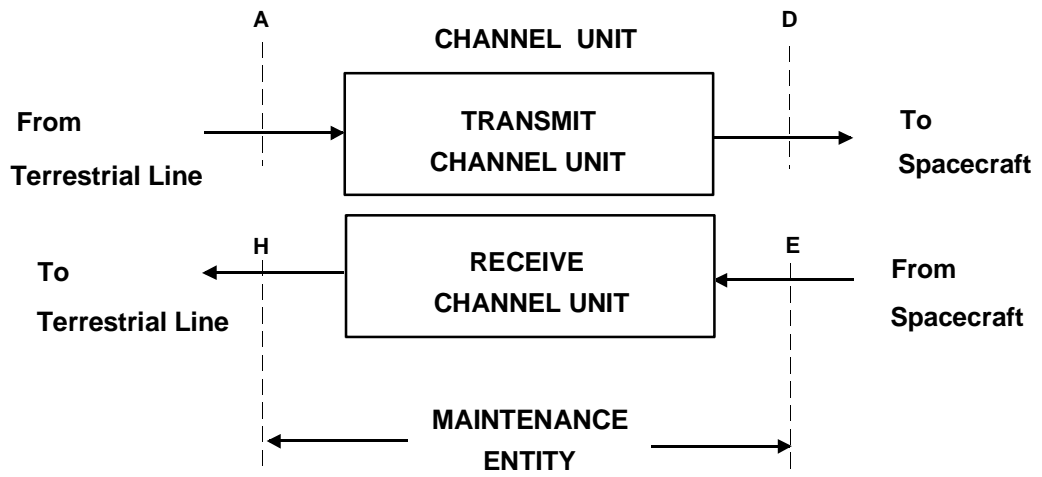 A
D
CHANNEL UNIT
From
Terrestrial Line
TRANSMIT
CHANNEL UNIT
To
Spacecraft
H
E
To
Terrestrial Line
RECEIVE
CHANNEL UNIT
From
Spacecraft
MAINTENANCE
ENTITY